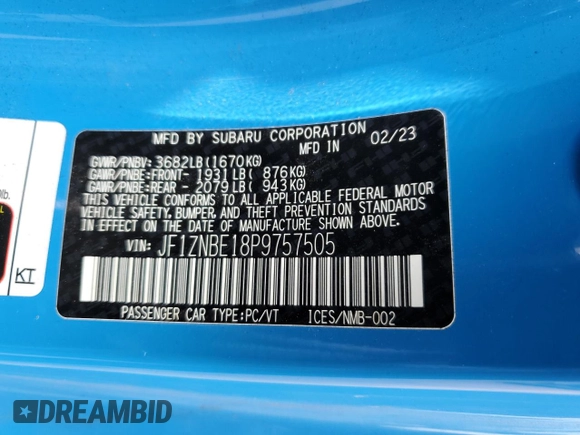 MFD BY SUBARU CORPORATION
MFD IN JAPAN 02/23
GVWR/PNBV: 3682LB(1670KG)
GAWR/PNBE:FRONT- 1931LB( 876KG)
GAWR/PNBE:REAR - 2079LB( 943KG)
THIS VEHICLE CONFORMS TO ALL APPLICABLE FEDERAL MOTOR
VEHICLE SAFETY, BUMPER, AND THEFT PREVENTION STANDARDS
IN EFFECT ON THE DATE OF MANUFACTURE SHOWN ABOVE.
VIN: JF1ZNBE18P9757505
PASSENGER CAR TYPE:PC/VT ICES/NMB-002
lb.
KT
DREAMBID